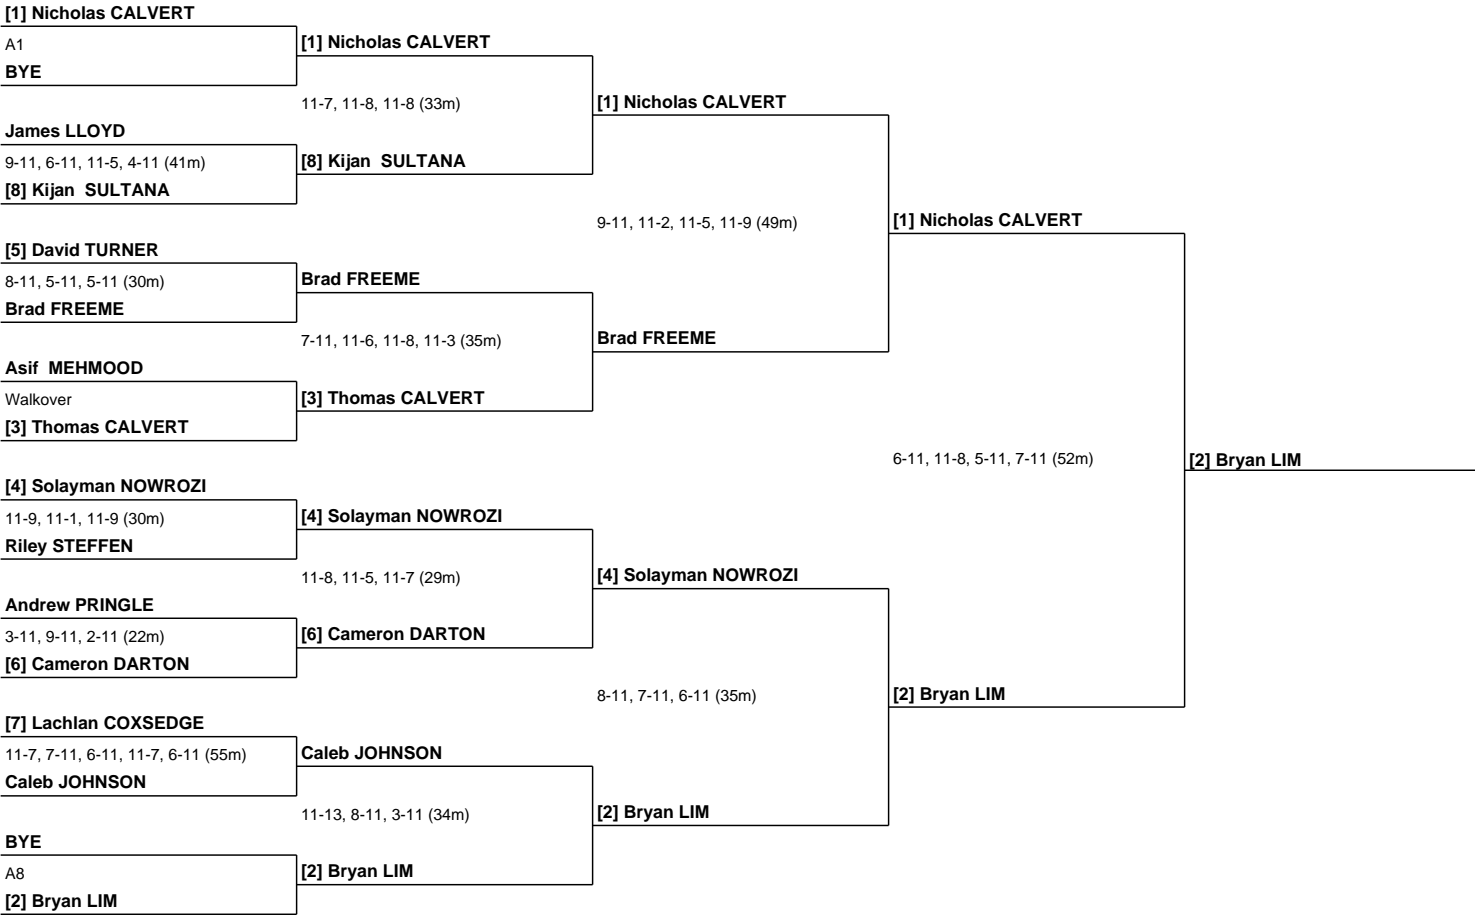 [1] Nicholas CALVERT
A1
BYE
James LLOYD
9-11, 6-11, 11-5, 4-11 (41m)
[8] Kijan  SULTANA
[5] David TURNER
8-11, 5-11, 5-11 (30m)
Brad FREEME
Asif  MEHMOOD
Walkover
[3] Thomas CALVERT
[4] Solayman NOWROZI
11-9, 11-1, 11-9 (30m)
Riley STEFFEN
Andrew PRINGLE
3-11, 9-11, 2-11 (22m)
[6] Cameron DARTON
[7] Lachlan COXSEDGE
11-7, 7-11, 6-11, 11-7, 6-11 (55m)
Caleb JOHNSON
BYE
A8
[2] Bryan LIM
[1] Nicholas CALVERT
11-7, 11-8, 11-8 (33m)
[8] Kijan  SULTANA
Brad FREEME
7-11, 11-6, 11-8, 11-3 (35m)
[3] Thomas CALVERT
[4] Solayman NOWROZI
11-8, 11-5, 11-7 (29m)
[6] Cameron DARTON
Caleb JOHNSON
11-13, 8-11, 3-11 (34m)
[2] Bryan LIM
[1] Nicholas CALVERT
9-11, 11-2, 11-5, 11-9 (49m)
Brad FREEME
[4] Solayman NOWROZI
8-11, 7-11, 6-11 (35m)
[2] Bryan LIM
[1] Nicholas CALVERT
6-11, 11-8, 5-11, 7-11 (52m)
[2] Bryan LIM
[2] Bryan LIM